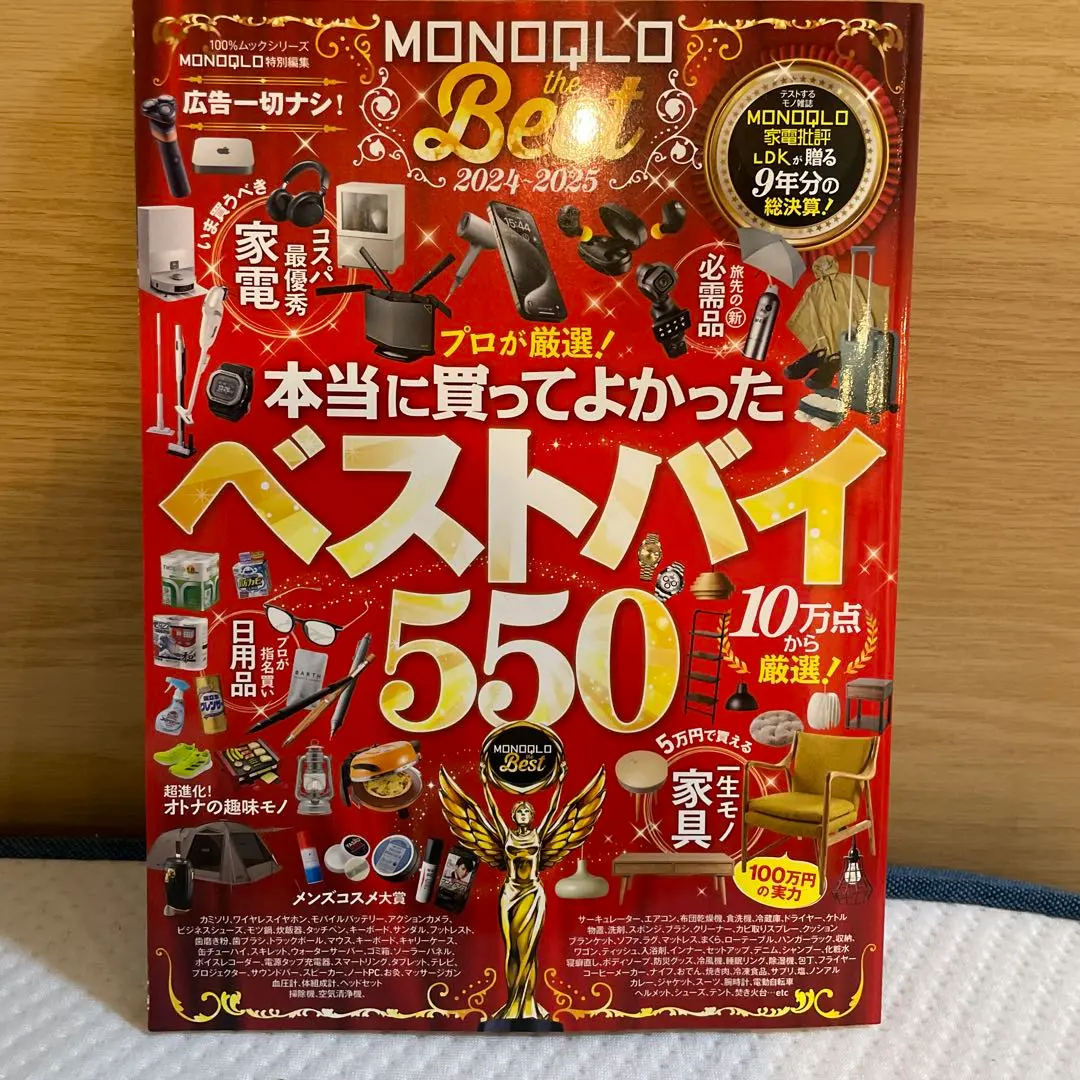 100%ムックシリーズ
MONOQLO特別編集
MONOQLO
the
Best
2024~2025
広告一切ナシ!
テストする
モノ雑誌
MONOQLO
家電批評
LDKが贈る
9年分の
総決算!
いま買うべき
コスパ
最優秀
家電
15:44
旅先の新
必需品
プロが厳選!
本当に買ってよかった
ベストバイ
550
10万点
から
厳選!
プロが
指名買い
日用品
BARTH
MONOQLO
the
Best
5万円で買える
一生モノ
家具
100万円
の実力
超進化!
オトナの趣味モノ
メンズコスメ大賞
カミソリ、ワイヤレスイヤホン、モバイルバッテリー、アクションカメラ、
ビジネスシューズ、モツ鍋、炊飯器、タッチペン、キーボード、サンダル、フットレスト、
歯磨き粉、歯ブラシ、トラックボール、マウス、キーボード、キャリーケース、
缶チューハイ、スキレット、ウォーターサーバー、ゴミ箱、ソーラーパネル、
ボイスレコーダー、電源タップ充電器、スマートリング、タブレット、テレビ、
プロジェクター、サウンドバー、スピーカー、ノートPC、お灸、マッサージガン
血圧計、体組成計、ヘッドセット
掃除機、空気清浄機、
サーキュレーター、エアコン、布団乾燥機、食洗機、冷蔵庫、ドライヤー、ケトル
物置、洗剤、スポンジ、ブラシ、クリーナー、カビ取りスプレー、クッション
ブランケット、ソファ、ラグ、マットレス、まくら、ローテーブル、ハンガーラック、収納、
ワゴン、ティッシュ、入浴剤、インナー、セットアップ、デニム、シャンプー、化粧水
寝癖直し、ボディソープ、防災グッズ、冷風機、睡眠リング、除湿機、包丁、フライヤー
コーヒーメーカー、ナイフ、おでん、焼き肉、冷凍食品、サプリ、塩、ノンアル
カレー、ジャケット、スーツ、腕時計、電動自転車
ヘルメット、シューズ、テント、焚き火台…etc